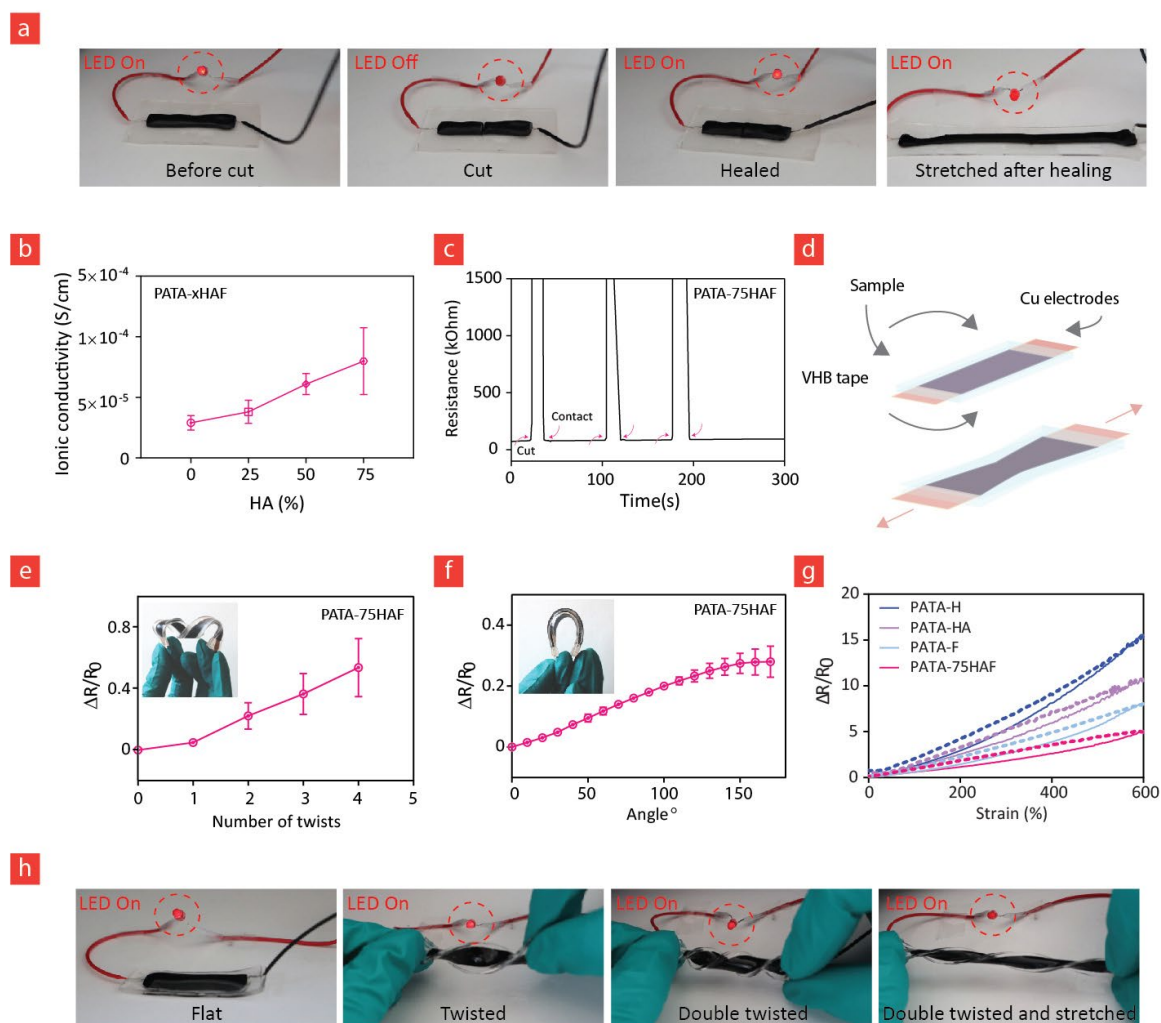 a
LED On
LED Off
LED On
LED On
Before cut
Cut
Healed
Stretched after healing
b
5×10⁻⁴
1×10⁻⁴
5×10⁻⁵
0
Ionic conductivity (S/cm)
PATA-xHAF
0 25 50 75
HA (%)
c
1500
1000
500
0
Resistance (kOhm)
PATA-75HAF
Contact
Cut
0 100 200 300
Time(s)
d
Sample
Cu electrodes
VHB tape
e
0.8
0.4
0
ΔR/R₀
PATA-75HAF
0 1 2 3 4 5
Number of twists
f
0.4
0.2
0
ΔR/R₀
PATA-75HAF
0 50 100 150
Angle°
g
20
15
10
5
0
ΔR/R0
PATA-H
PATA-HA
PATA-F
PATA-75HAF
0 200 400 600
Strain (%)
h
LED On
LED On
LED On
LED On
Flat
Twisted
Double twisted
Double twisted and stretched